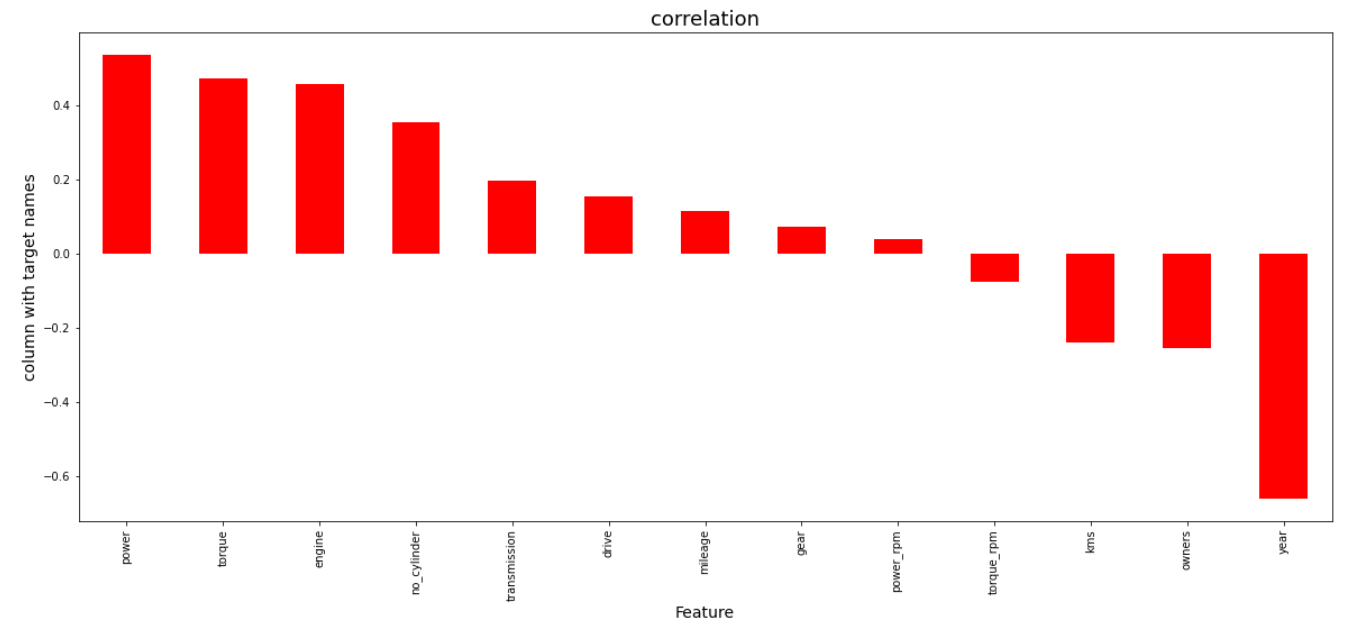 correlation
column with target names
0.4
0.2
0.0
−0.2
−0.4
−0.6
power
torque
engine
no_cylinder
transmission
drive
mileage
gear
power_rpm
torque_rpm
kms
owners
year
Feature